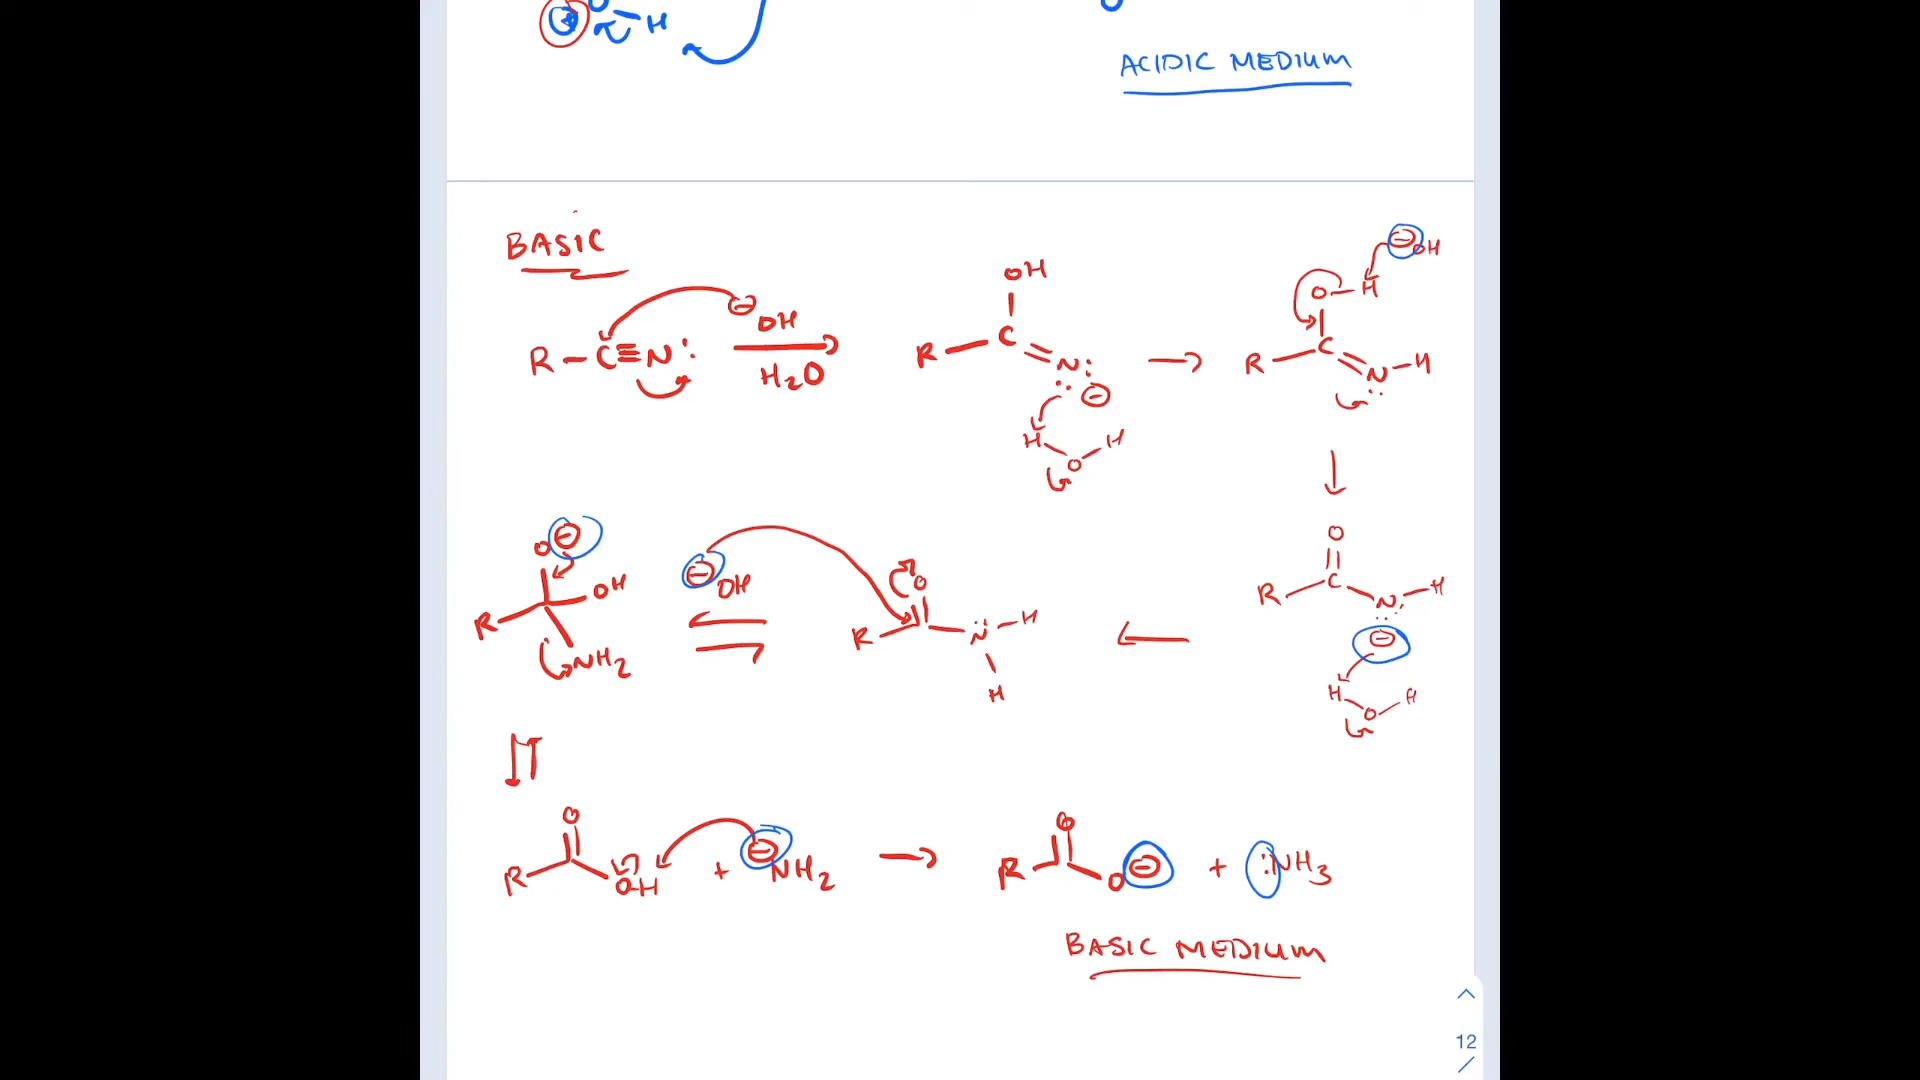 ⊕ O H
ACIDIC MEDIUM
BASIC
R – C ≡ N : ⊖ OH
H₂O
OH
R C N : ⊖
H O H
⊖ OH
O – H
R C N – H
O
R C N – H
⊖
H O H
O ⊖
R OH
NH₂
⊖ OH
O
R N – H
H
O
R OH + ⊖ NH₂ →
O
R O ⊖ + :NH₃
BASIC MEDIUM
12